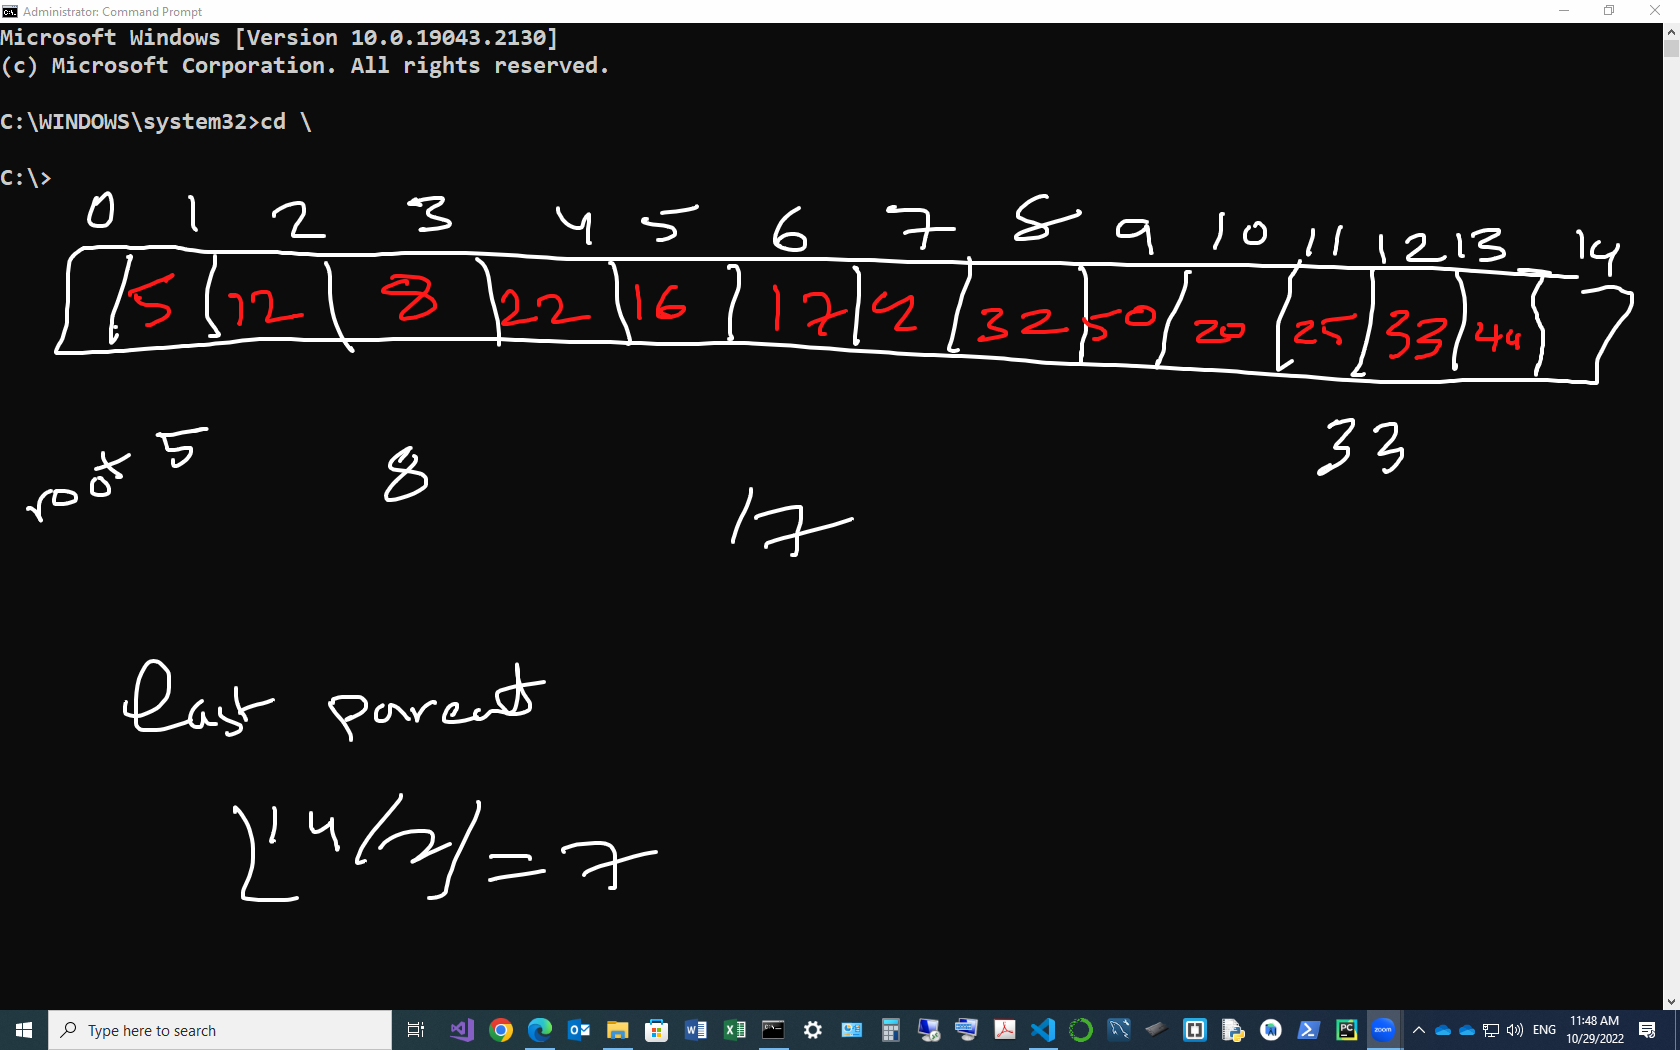 Administrator: Command Prompt
Microsoft Windows [Version 10.0.19043.2130]
(c) Microsoft Corporation. All rights reserved.
C:\WINDOWS\system32>cd \
C:\>
0 1 2 3 4 5 6 7 8 9 10 11 12 13 14
5 12 8 22 16 17 9 32 50 20 25 33 44
root 5 8 17 33
last parent
⌊14/2⌋ = 7
Type here to search
ENG
11:48 AM
10/29/2022